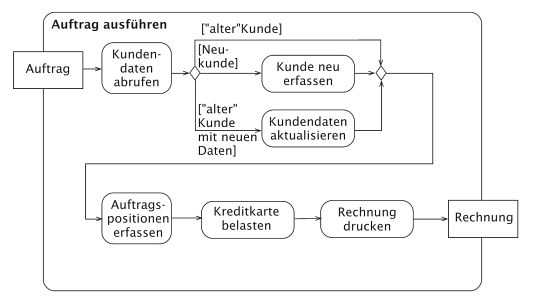 Auftrag ausführen
["alter"Kunde]
Auftrag
Kunden-
daten
abrufen
[Neu-
kunde]
Kunde neu
erfassen
["alter"
Kunde
mit neuen
Daten]
Kundendaten
aktualisieren
Auftrags-
positionen
erfassen
Kreditkarte
belasten
Rechnung
drucken
Rechnung